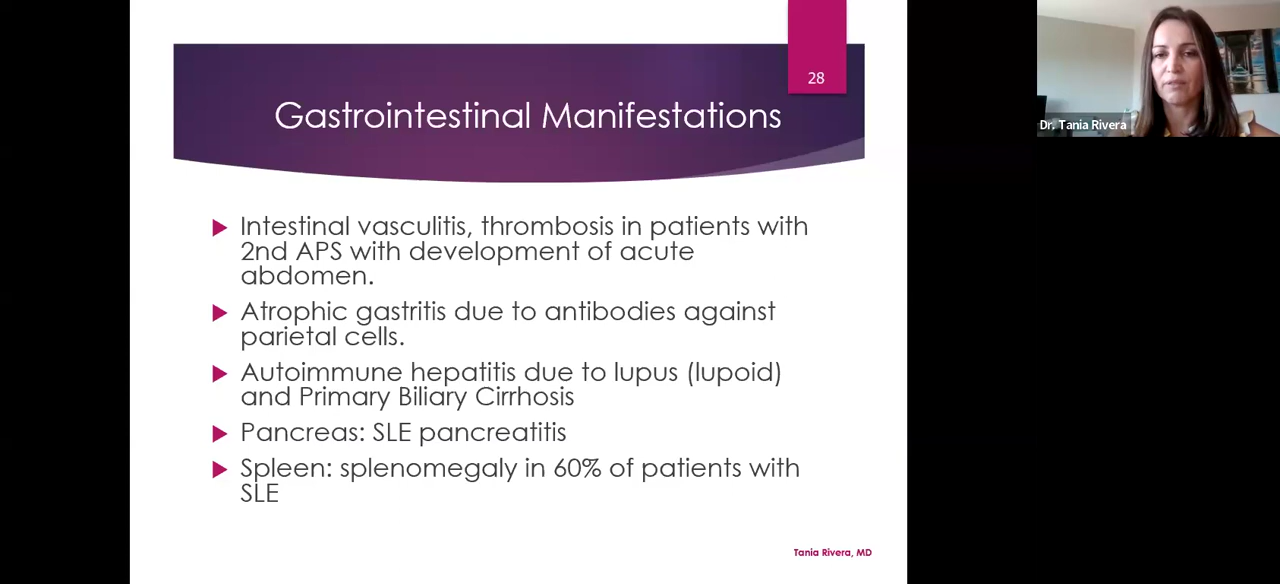 28
Gastrointestinal Manifestations
Intestinal vasculitis, thrombosis in patients with
2nd APS with development of acute
abdomen.
Atrophic gastritis due to antibodies against
parietal cells.
Autoimmune hepatitis due to lupus (lupoid)
and Primary Biliary Cirrhosis
Pancreas: SLE pancreatitis
Spleen: splenomegaly in 60% of patients with
SLE
Tania Rivera, MD
Dr. Tania Rivera